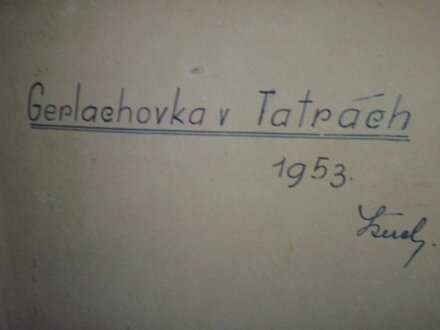 Gerlachovka v Tatrách
1953.